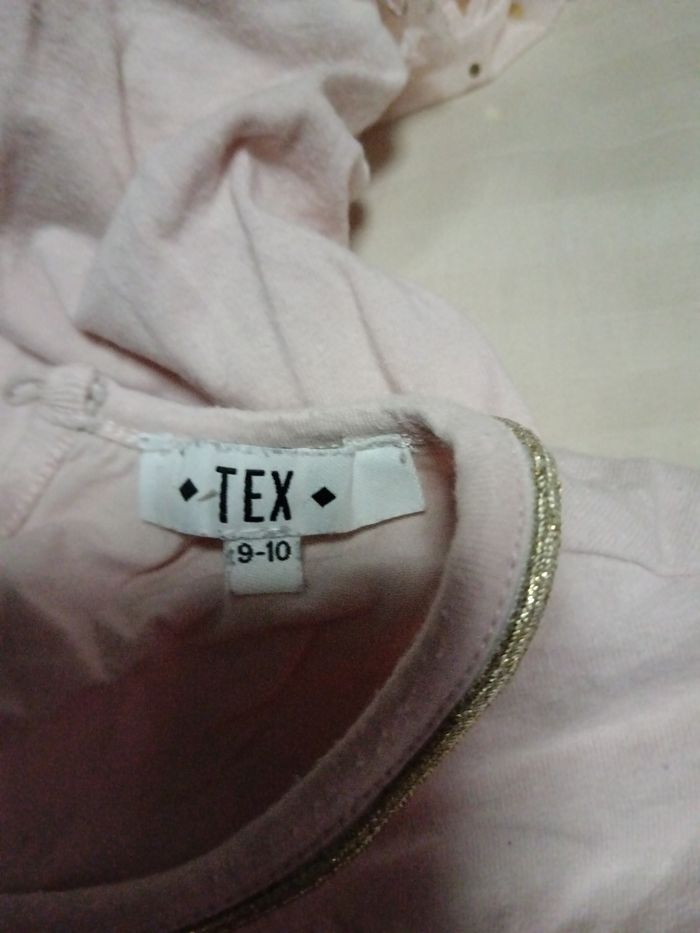 ♦ TEX ♦
9-10